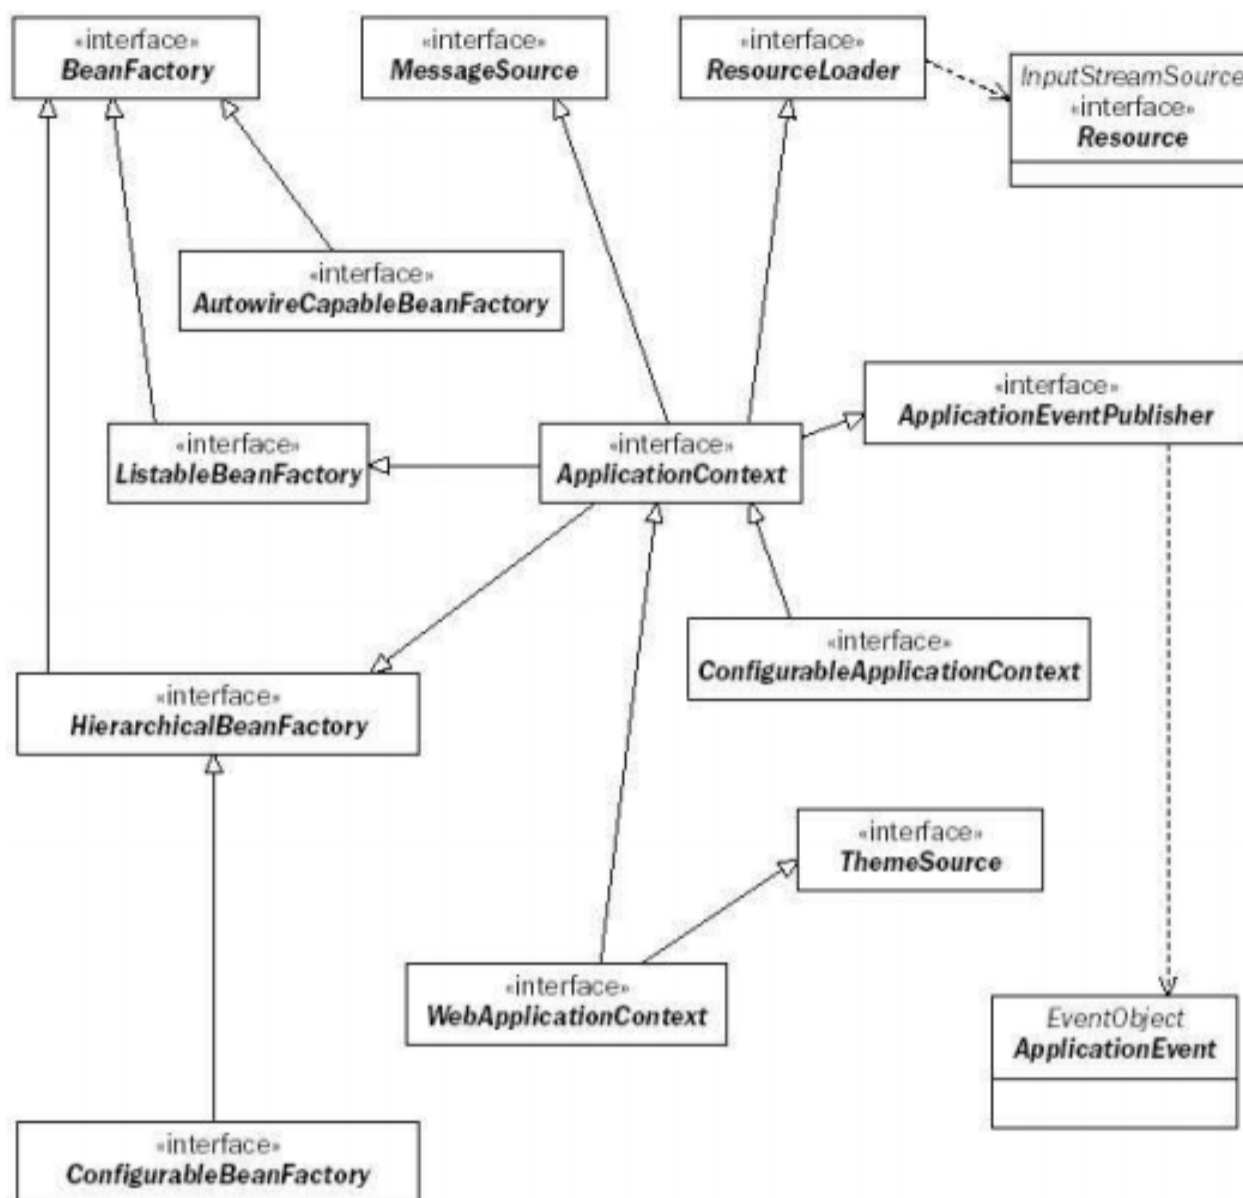 «interface»
BeanFactory
«interface»
MessageSource
«interface»
ResourceLoader
InputStreamSource
«interface»
Resource
«interface»
AutowireCapableBeanFactory
«interface»
ApplicationEventPublisher
«interface»
ListableBeanFactory
«interface»
ApplicationContext
«interface»
ConfigurableApplicationContext
«interface»
HierarchicalBeanFactory
«interface»
ThemeSource
«interface»
WebApplicationContext
EventObject
ApplicationEvent
«interface»
ConfigurableBeanFactory